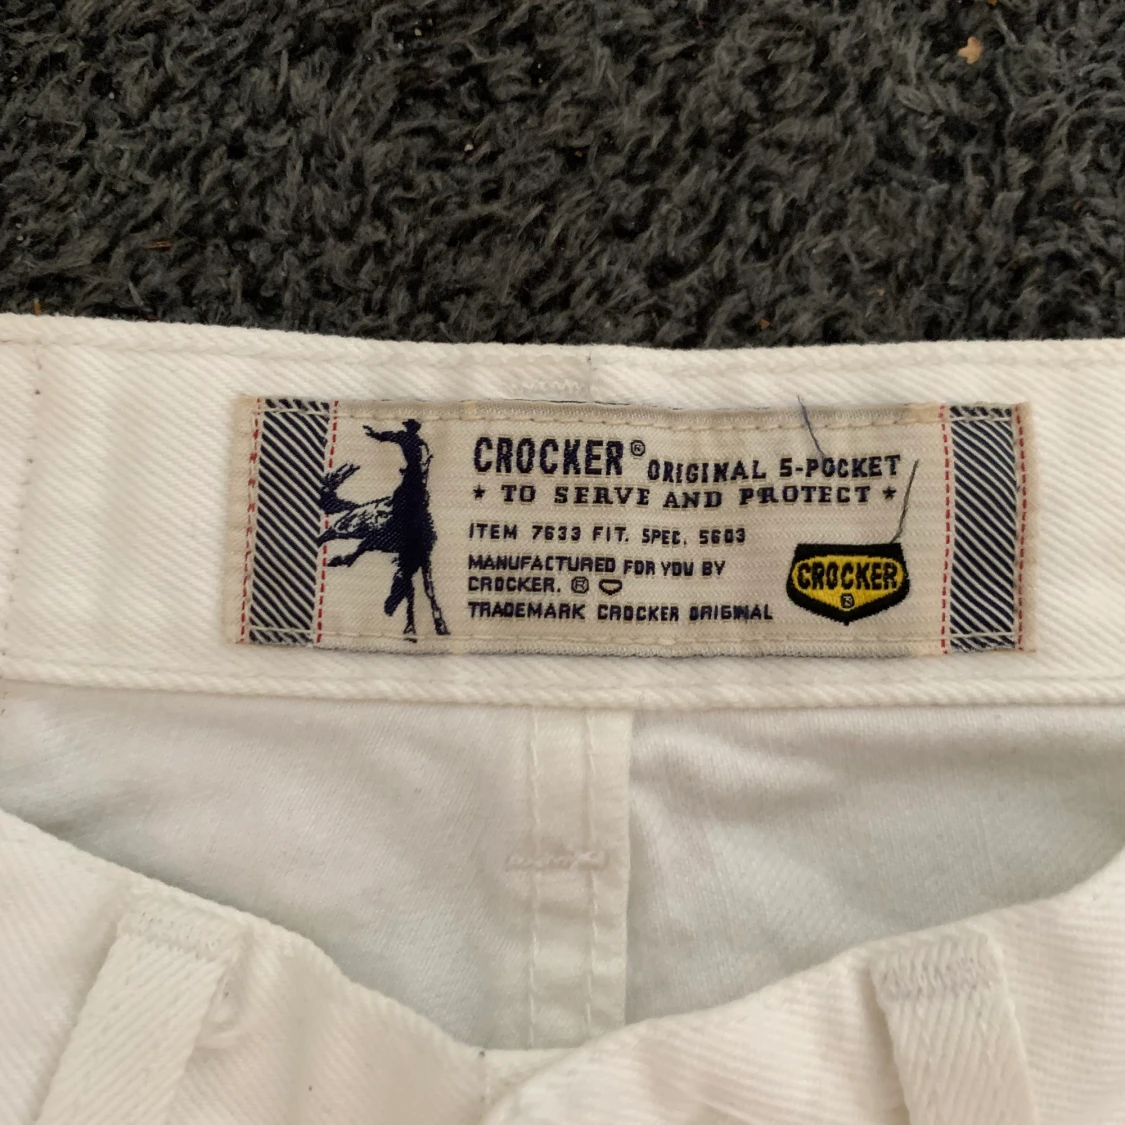 CROCKER® ORIGINAL 5-POCKET
★ TO SERVE AND PROTECT ★
ITEM 7633 FIT. SPEC. 5603
MANUFACTURED FOR YOU BY
CROCKER. ®
TRADEMARK CROCKER ORIGINAL
CROCKER
®